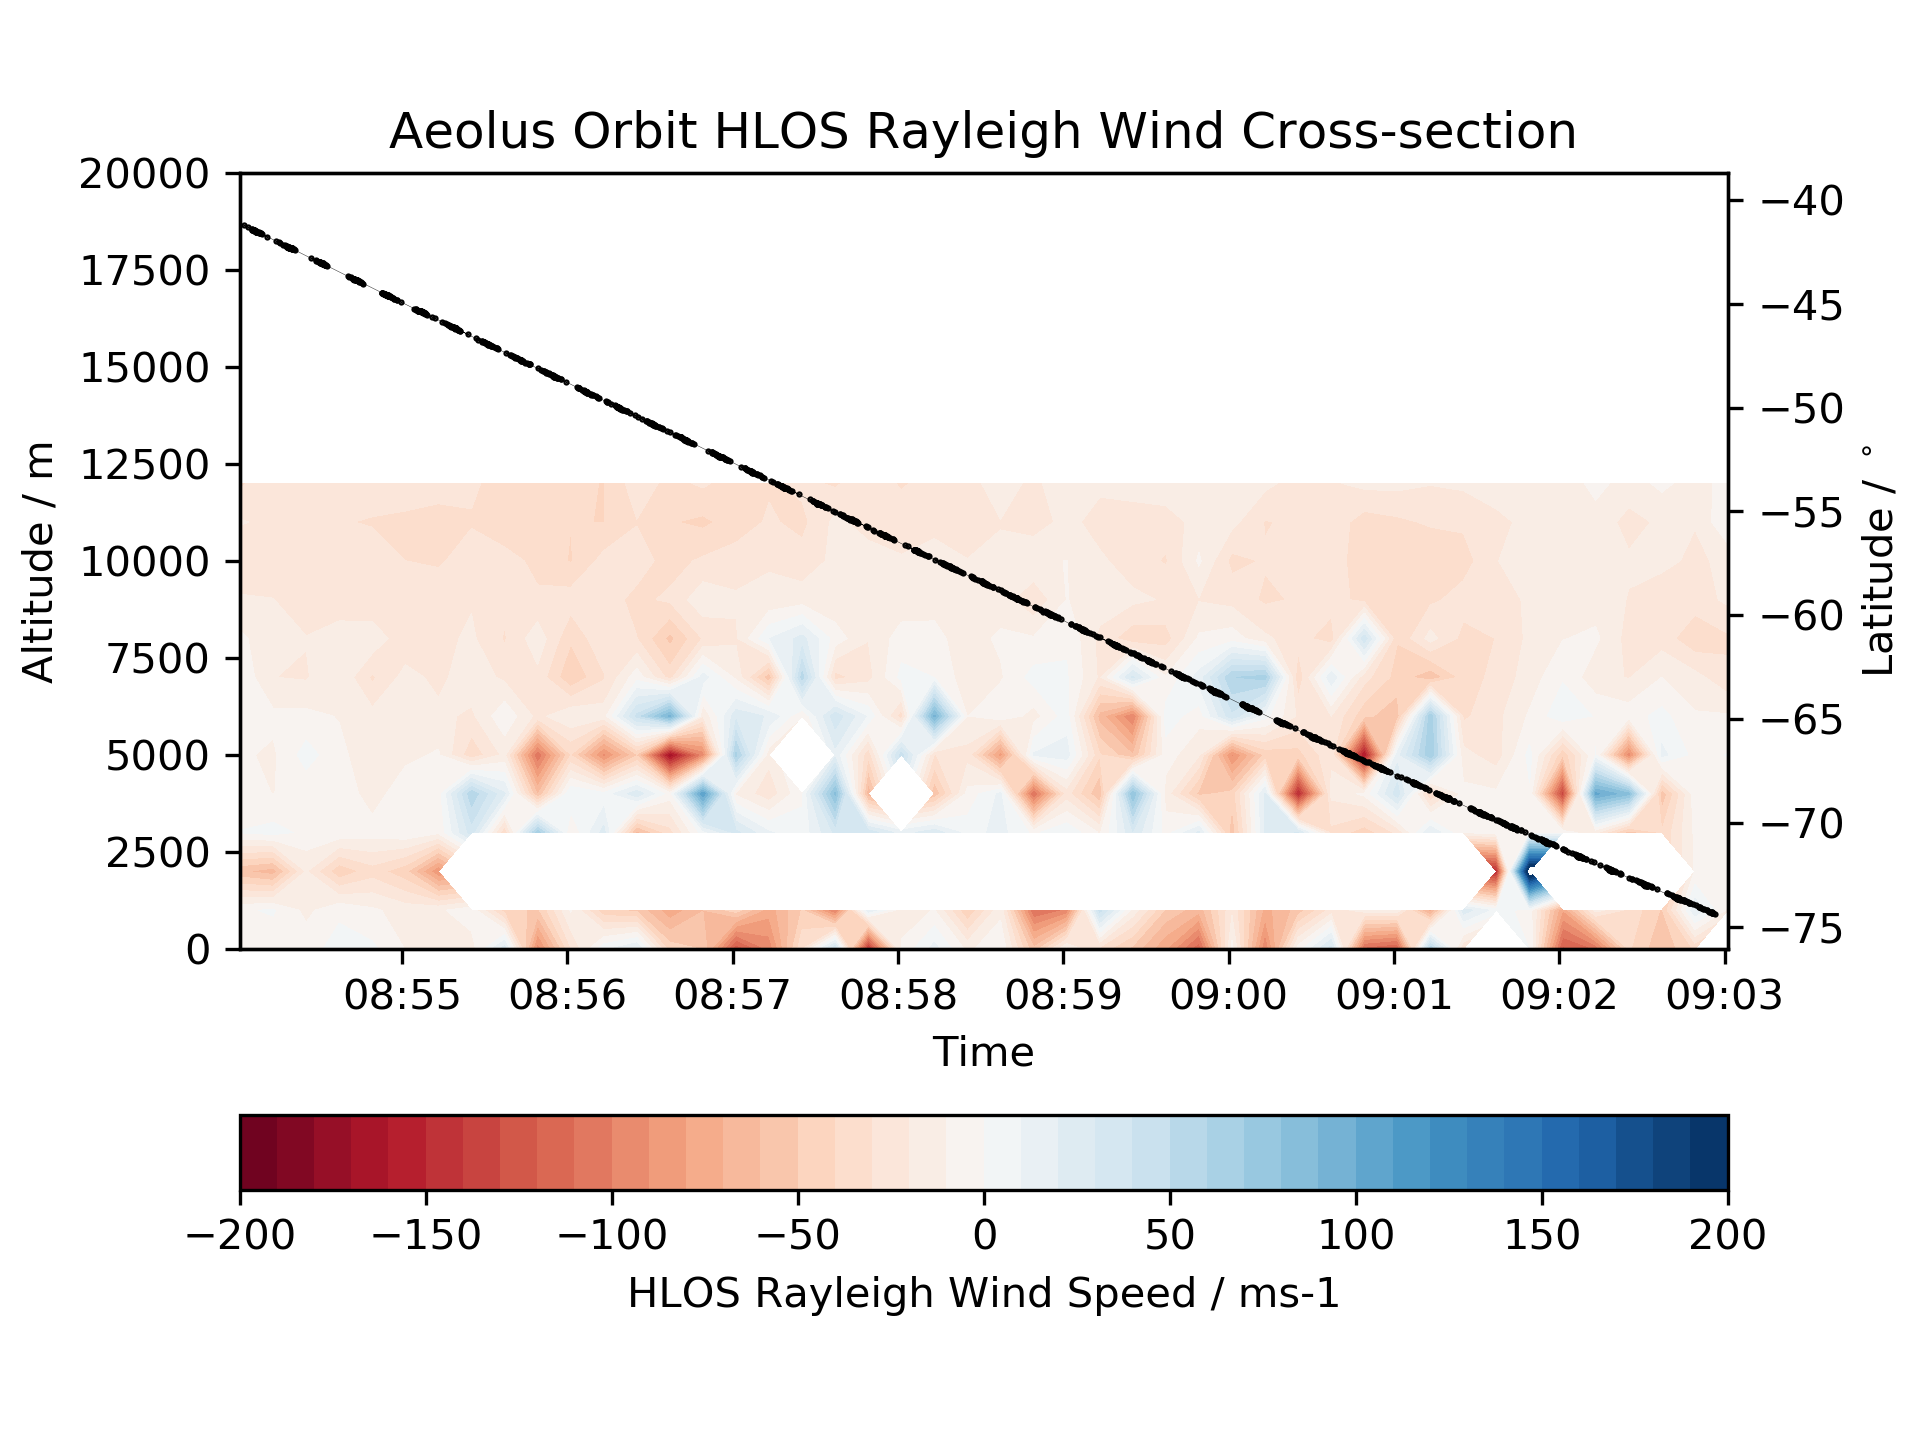 Aeolus Orbit HLOS Rayleigh Wind Cross-section
20000
17500
15000
12500
10000
7500
5000
2500
0
Altitude / m
−40
−45
−50
−55
−60
−65
−70
−75
Latitude / °
08:55 08:56 08:57 08:58 08:59 09:00 09:01 09:02 09:03
Time
−200 −150 −100 −50 0 50 100 150 200
HLOS Rayleigh Wind Speed / ms-1